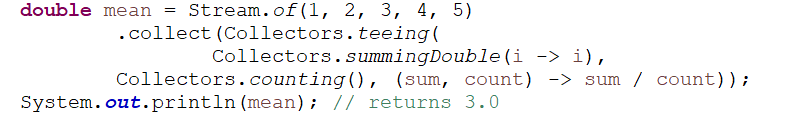 double mean = Stream.of(1, 2, 3, 4, 5)
        .collect(Collectors.teeing(
                Collectors.summingDouble(i -> i),
        Collectors.counting(), (sum, count) -> sum / count));
System.out.println(mean); // returns 3.0